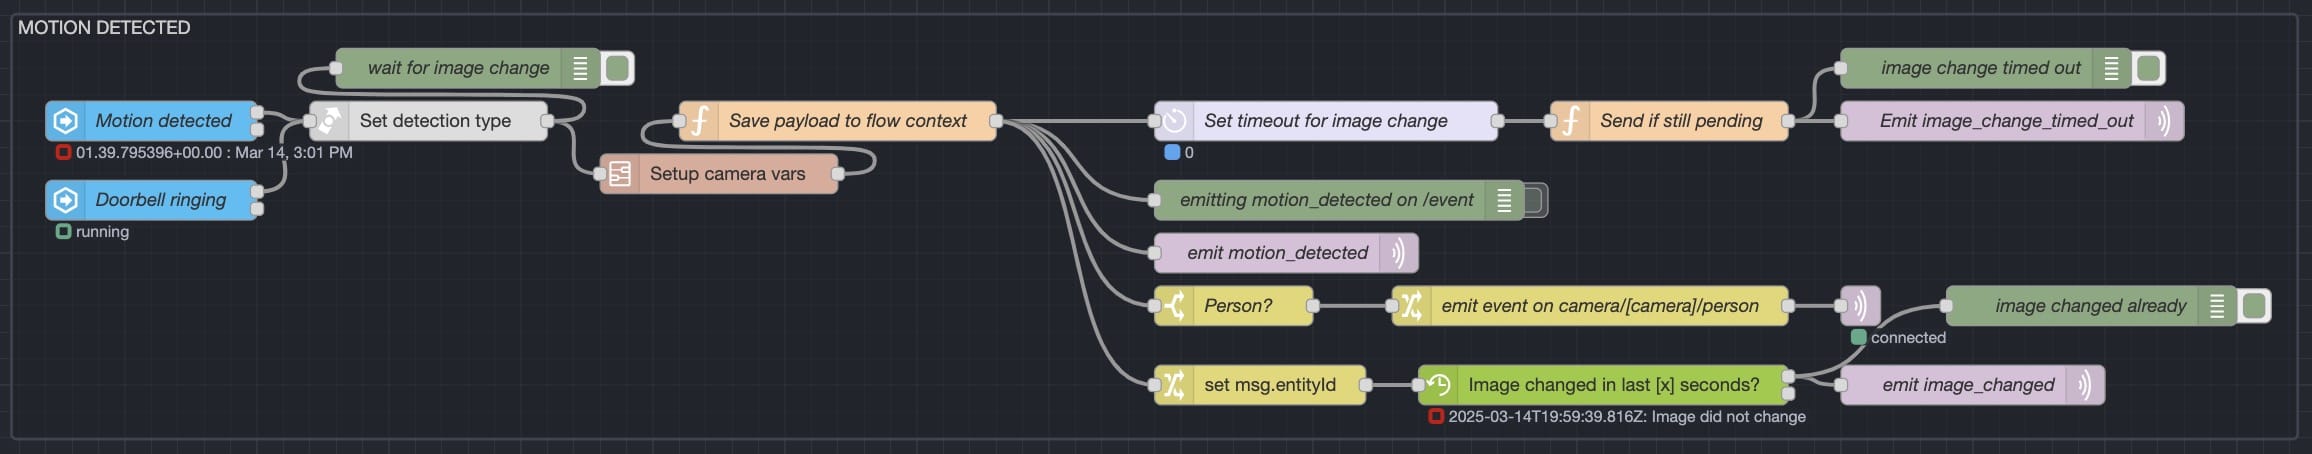 MOTION DETECTED
wait for image change
image change timed out
Motion detected
Set detection type
Save payload to flow context
Set timeout for image change
Send if still pending
Emit image_change_timed_out
01.39.795396+00.00 : Mar 14, 3:01 PM
0
Setup camera vars
Doorbell ringing
emitting motion_detected on /event
running
emit motion_detected
Person?
emit event on camera/[camera]/person
image changed already
connected
set msg.entityId
Image changed in last [x] seconds?
emit image_changed
2025-03-14T19:59:39.816Z: Image did not change